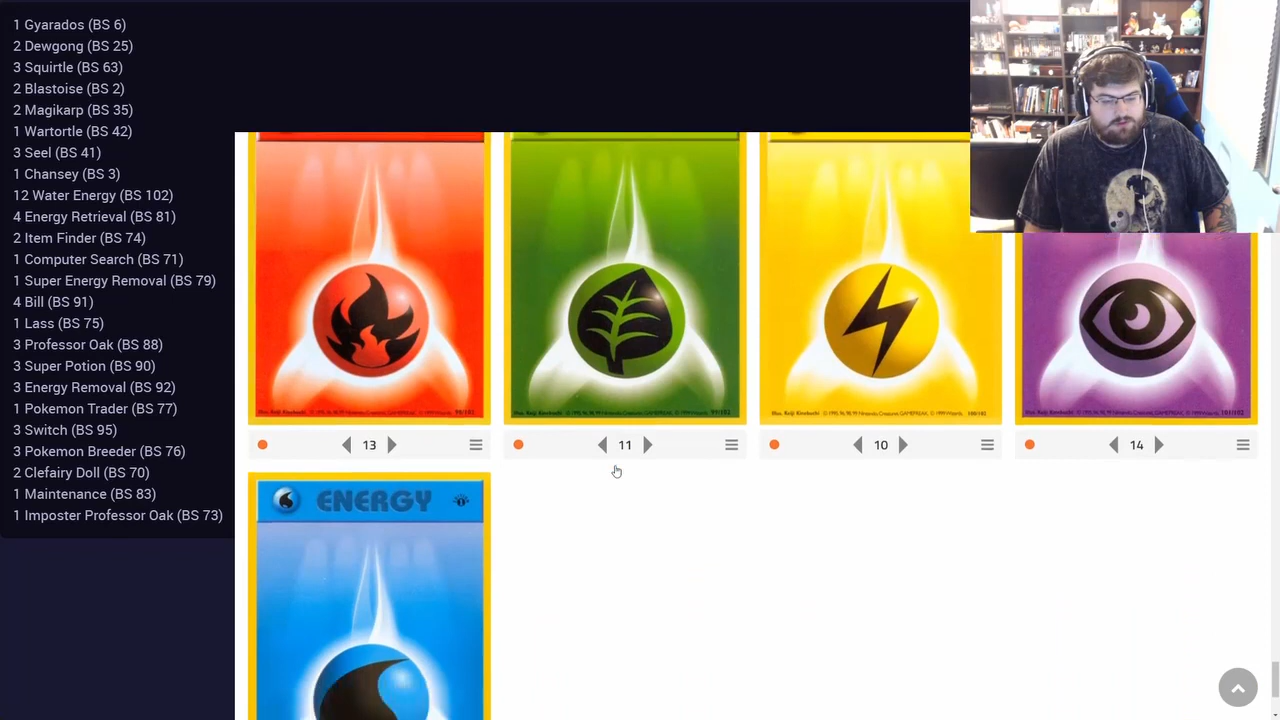 1 Gyarados (BS 6)
2 Dewgong (BS 25)
3 Squirtle (BS 63)
2 Blastoise (BS 2)
2 Magikarp (BS 35)
1 Wartortle (BS 42)
3 Seel (BS 41)
1 Chansey (BS 3)
12 Water Energy (BS 102)
4 Energy Retrieval (BS 81)
2 Item Finder (BS 74)
1 Computer Search (BS 71)
1 Super Energy Removal (BS 79)
4 Bill (BS 91)
1 Lass (BS 75)
3 Professor Oak (BS 88)
3 Super Potion (BS 90)
3 Energy Removal (BS 92)
1 Pokemon Trader (BS 77)
3 Switch (BS 95)
3 Pokemon Breeder (BS 76)
2 Clefairy Doll (BS 70)
1 Maintenance (BS 83)
1 Imposter Professor Oak (BS 73)
13 11 10 14
ENERGY